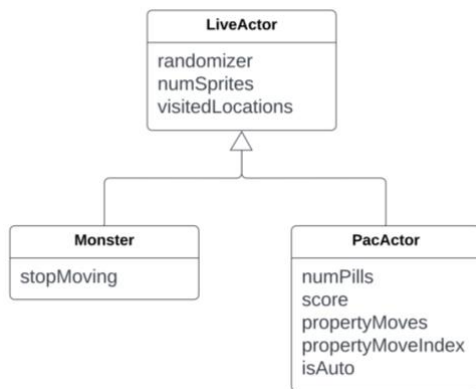 LiveActor
randomizer
numSprites
visitedLocations
Monster
stopMoving
PacActor
numPills
score
propertyMoves
propertyMoveIndex
isAuto